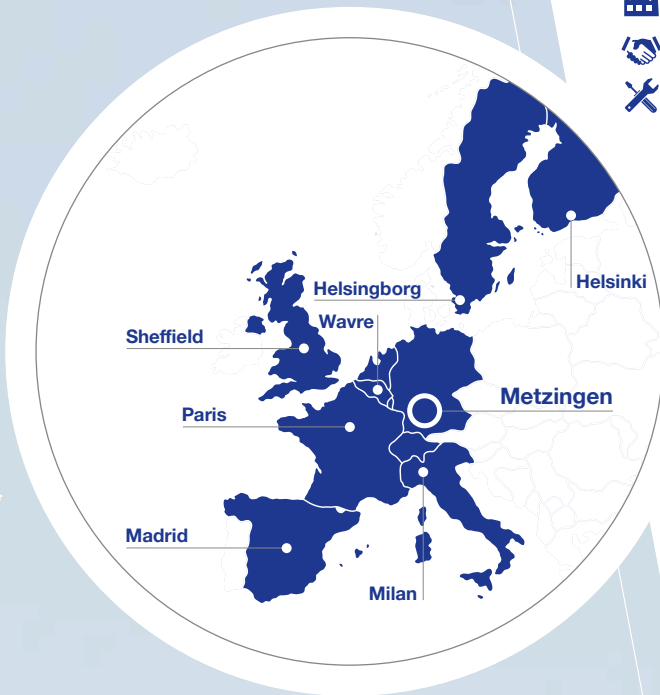 Helsinki
Helsingborg
Wavre
Sheffield
Metzingen
Paris
Madrid
Milan